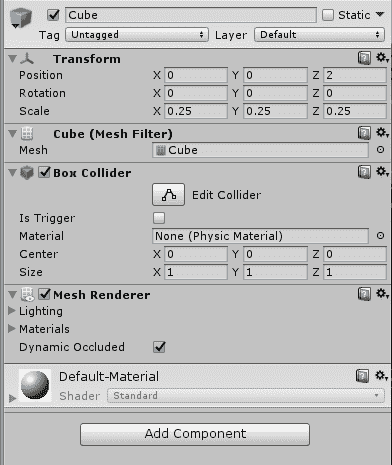 Cube Static
Tag Untagged Layer Default
Transform
Position X 0 Y 0 Z 2
Rotation X 0 Y 0 Z 0
Scale X 0.25 Y 0.25 Z 0.25
Cube (Mesh Filter)
Mesh Cube
Box Collider
Edit Collider
Is Trigger
Material None (Physic Material)
Center X 0 Y 0 Z 0
Size X 1 Y 1 Z 1
Mesh Renderer
Lighting
Materials
Dynamic Occluded
Default-Material
Shader Standard
Add Component